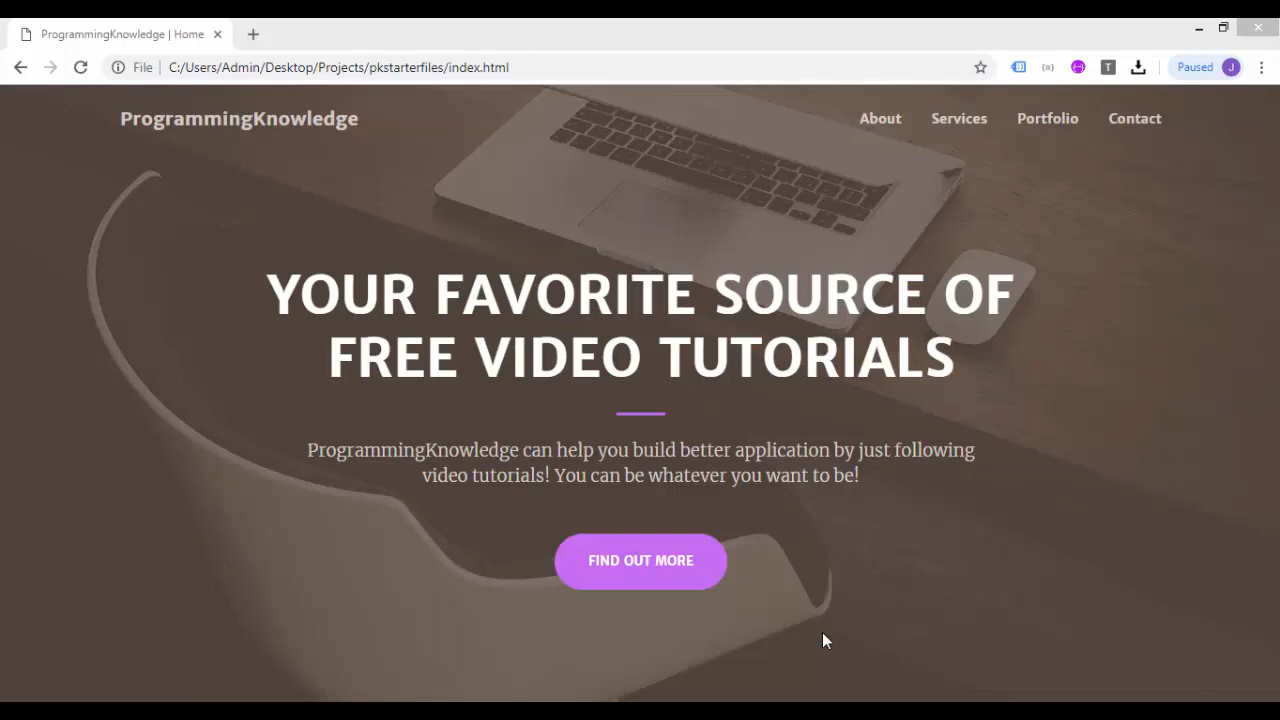 ProgrammingKnowledge | Home
File
C:/Users/Admin/Desktop/Projects/pkstarterfiles/index.html
T
Paused
J
ProgrammingKnowledge
About
Services
Portfolio
Contact
YOUR FAVORITE SOURCE OF
FREE VIDEO TUTORIALS
ProgrammingKnowledge can help you build better application by just following
video tutorials! You can be whatever you want to be!
FIND OUT MORE